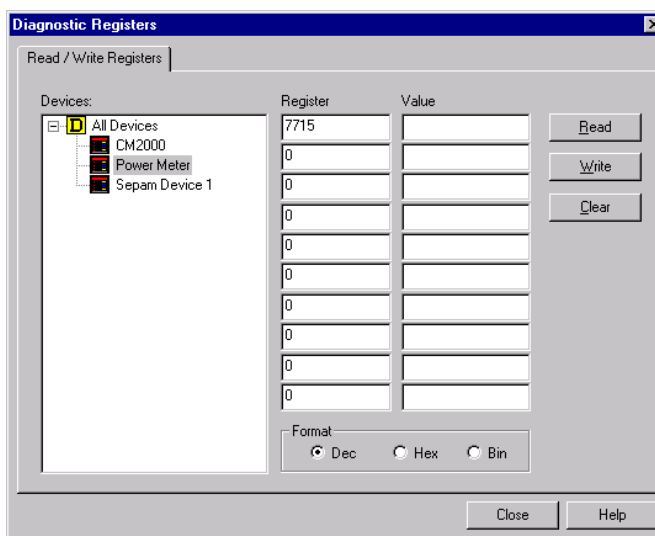 Diagnostic Registers
Read / Write Registers
Devices:
Register
Value
All Devices
CM2000
Power Meter
Sepam Device 1
7715
0
0
0
0
0
0
0
0
0
Read
Write
Clear
Format
Dec
Hex
Bin
Close
Help